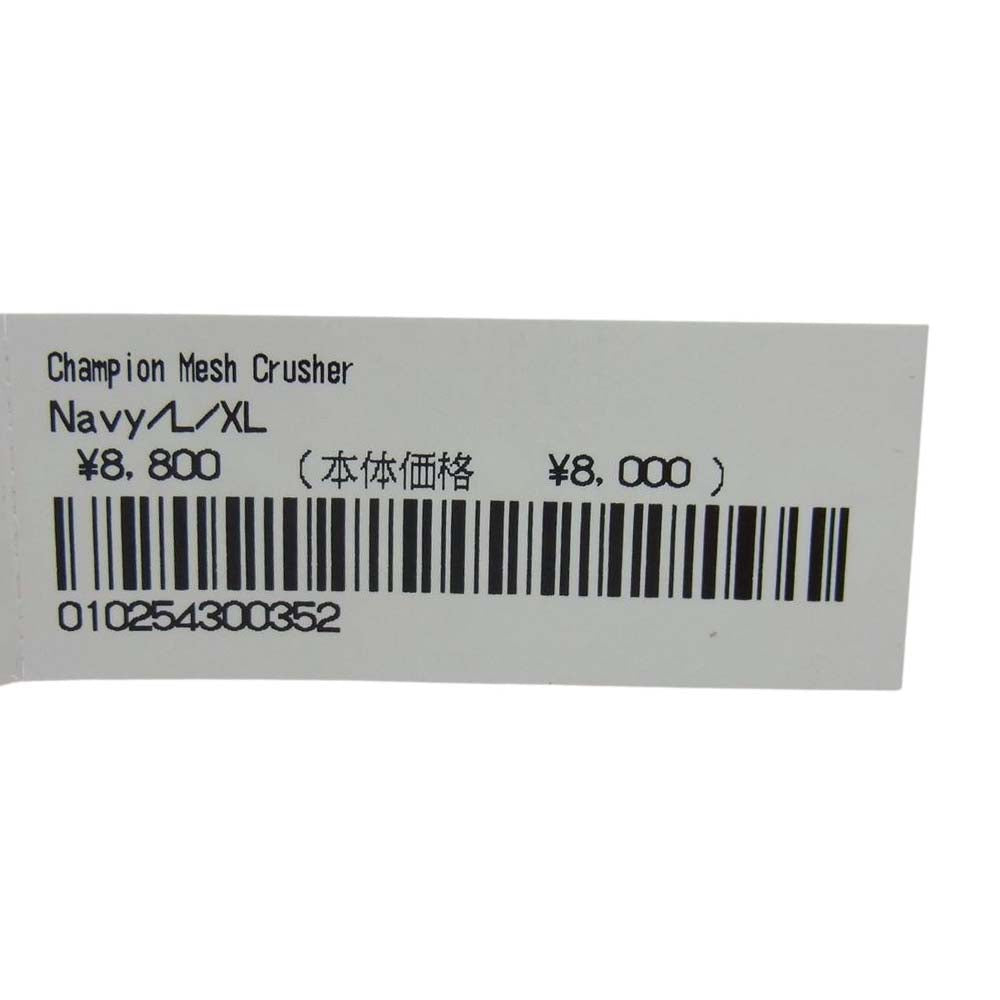 Champion Mesh Crusher
Navy/L/XL
¥8,800 (本体価格 ¥8,000)
010254300352